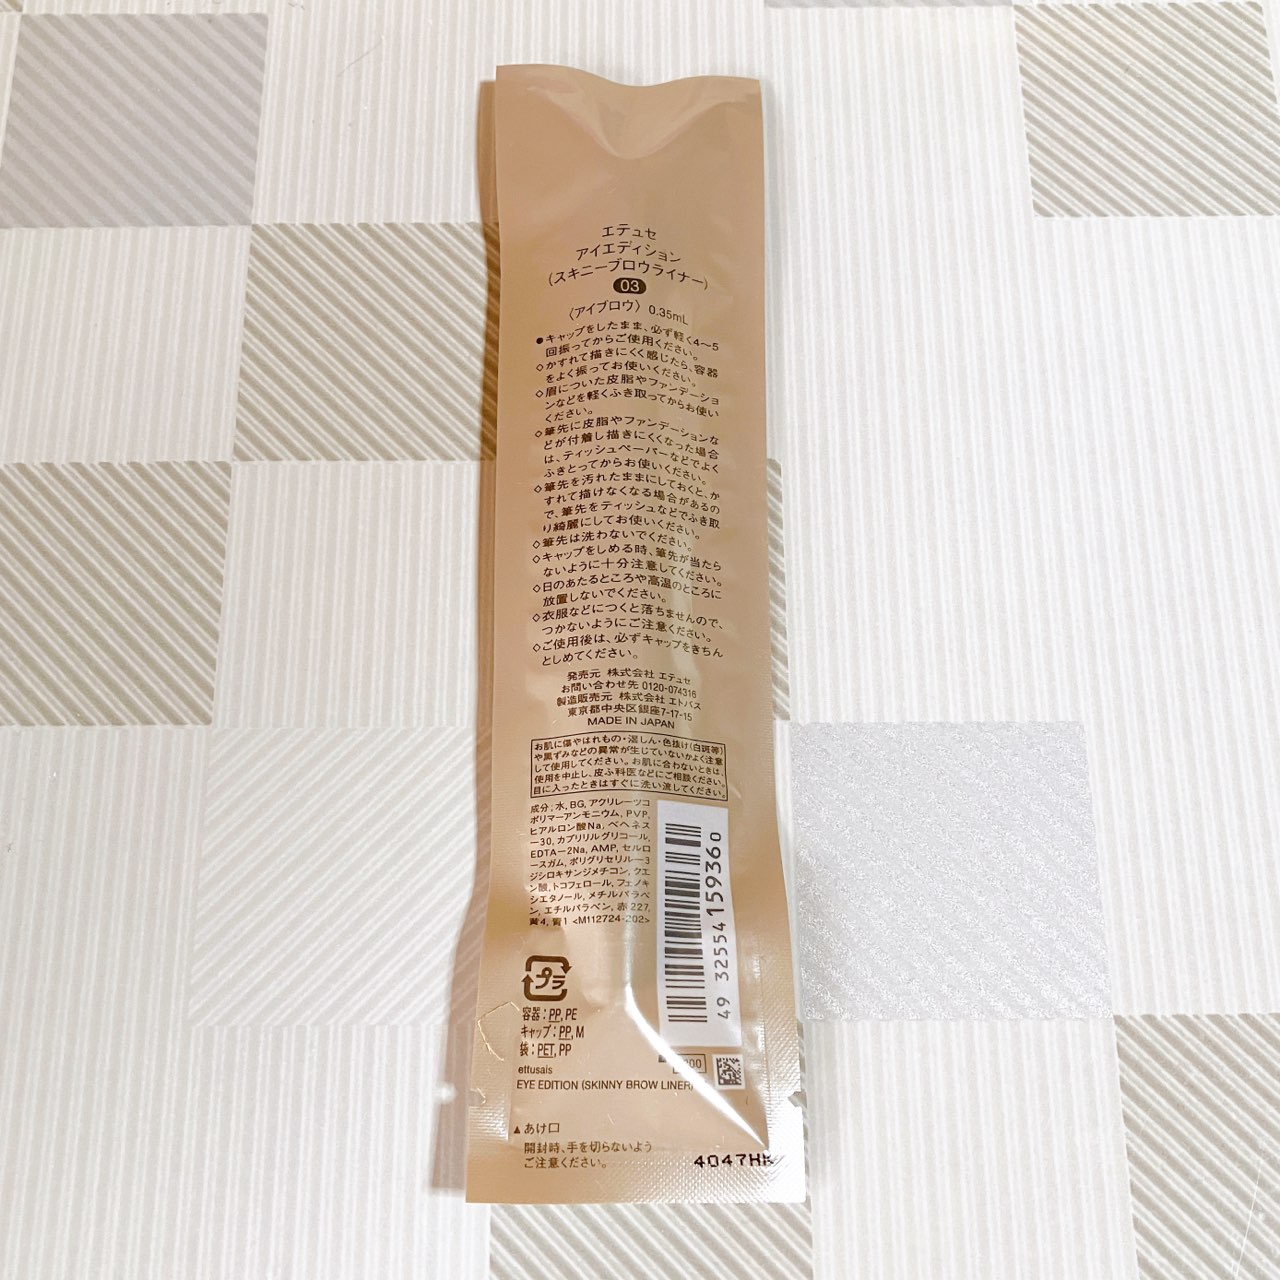 エテュセ
アイエディション
(スキニーブロウライナー)
03
〈アイブロウ〉 0.35mL
●キャップをしたまま、必ず軽く4〜5
回振ってからご使用ください。
◇かすれて描きにくく感じたら、容器
をよく振ってお使いください。
◇眉についた皮脂やファンデーショ
ンなどを軽くふき取ってからお使い
ください。
◇筆先に皮脂やファンデーションな
どが付着し描きにくくなった場合
は、ティッシュペーパーなどでよく
ふきとってからお使いください。
◇筆先を汚れたままにしておくと、か
すれて描けなくなる場合があるの
で、筆先をティッシュなどでふき取
り綺麗にしてお使いください。
◇筆先は洗わないでください。
◇キャップをしめる時、筆先が当たら
ないように十分注意してください。
◇日のあたるところや高温のところに
放置しないでください。
◇衣服などにつくと落ちませんので、
つかないようにご注意ください。
◇ご使用後は、必ずキャップをきちん
としめてください。
発売元 株式会社 エテュセ
お問い合わせ先 0120-074316
製造販売元 株式会社 エトバス
東京都中央区銀座7-17-15
MADE IN JAPAN
お肌に傷やはれもの・湿しん・色抜け(白斑等)
や黒ずみなどの異常が生じていないかよく注意
して使用してください。お肌に合わないときは、
使用を中止し、皮ふ科医などにご相談ください。
目に入ったときはすぐに洗い流してください。
成分:水, BG, アクリレーツコ
ポリマーアンモニウム, PVP,
ヒアルロン酸Na, ベヘネス
ー30, カプリリルグリコール,
EDTAー2Na, AMP, セルロ
ースガム, ポリグリセリルー3
ジシロキサンジメチコン, クエ
ン酸, トコフェロール, フェノキ
シエタノール, メチルパラベ
ン, エチルパラベン, 赤227,
黄4, 青1 <M112724-202>
49 32554 159360
プラ
容器:PP, PE
キャップ:PP, M
袋:PET, PP
ettusais
EYE EDITION (SKINNY BROW LINER)
▲あけ口
開封時、手を切らないよう
ご注意ください。
4047HK